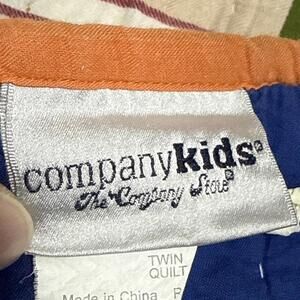 companykids®
The Company Store®
TWIN
QUILT
Made in China